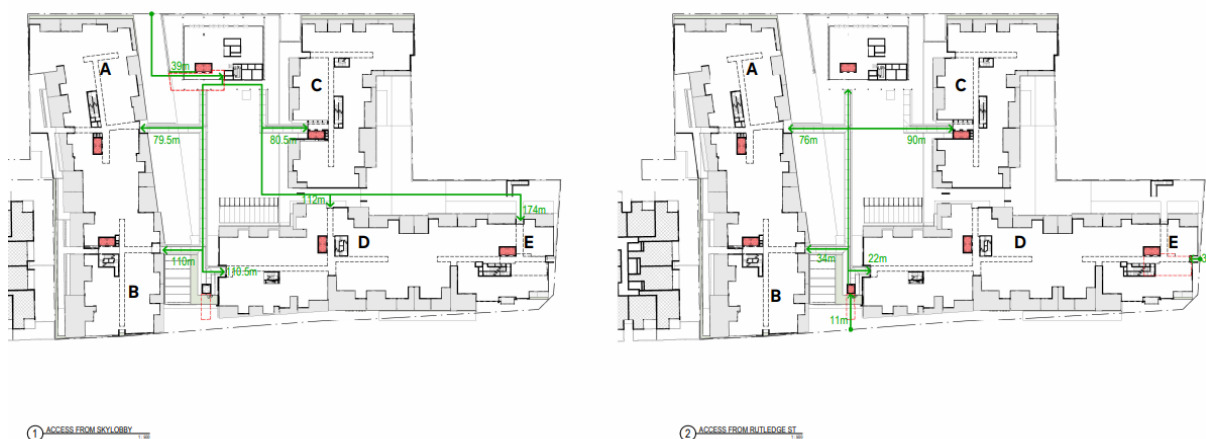 A
39m
C
79.5m
80.5m
112m
174m
D
E
110m
110.5m
B
1 ACCESS FROM SKYLOBBY
A
C
76m
90m
D
E
34m
22m
B
11m
2 ACCESS FROM RUTLEDGE ST